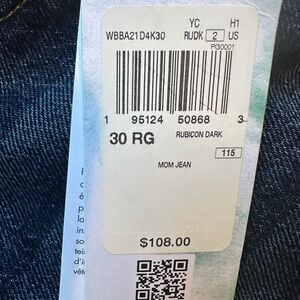 YC H1
WBBA21D4K30 RUDK 2 US
PG0001
1 95124 50868 3
30 RG RUBICON DARK
115
MOM JEAN
$108.00